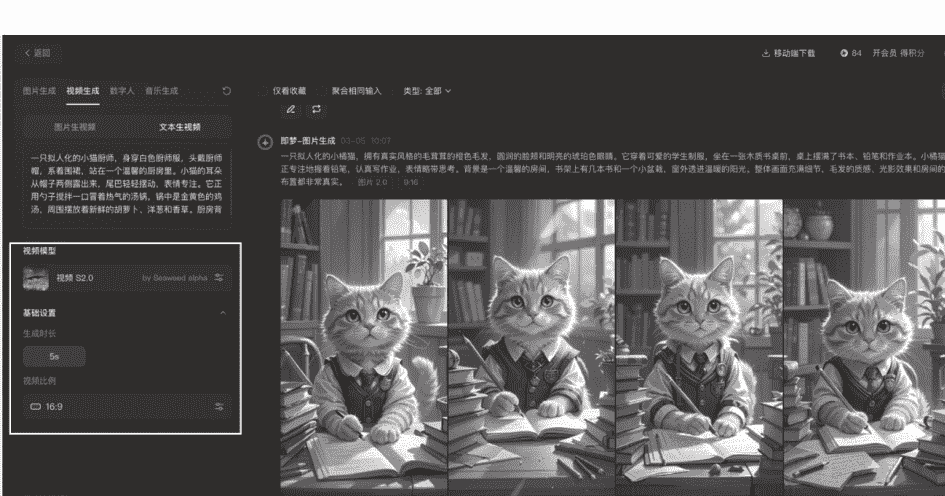 返回
移动端下载
84
开会员 得积分
图片生成
视频生成
数字人
音乐生成
仅看收藏
聚合相同输入
类型: 全部
图片生视频
文本生视频
一只拟人化的小猫厨师，身穿白色厨师服，头戴厨师
帽，系着围裙，站在一个温馨的厨房里。小猫的耳朵
从帽子两侧露出来，尾巴轻轻摆动，表情专注。它正
用勺子搅拌一口冒着热气的汤锅，锅中是金黄色的鸡
汤，周围摆放着新鲜的胡萝卜、洋葱和香草。厨房背
视频模型
视频 S2.0
by Seaweed alpha
基础设置
生成时长
5s
视频比例
16:9
即梦-图片生成
03-05 10:07
一只拟人化的小橘猫，拥有真实风格的毛茸茸的橙色毛发，圆润的脸颊和明亮的琥珀色眼睛。它穿着可爱的学生制服，坐在一张木质书桌前，桌上摆满了书本、铅笔和作业本。小橘猫
正专注地握着铅笔，认真写作业，表情略带思考。背景是一个温馨的房间，书架上有几本书和一个小盆栽，窗外透进温暖的阳光。整体画面充满细节，毛发的质感、光影效果和房间的
布置都非常真实。
图片 2.0
9:16